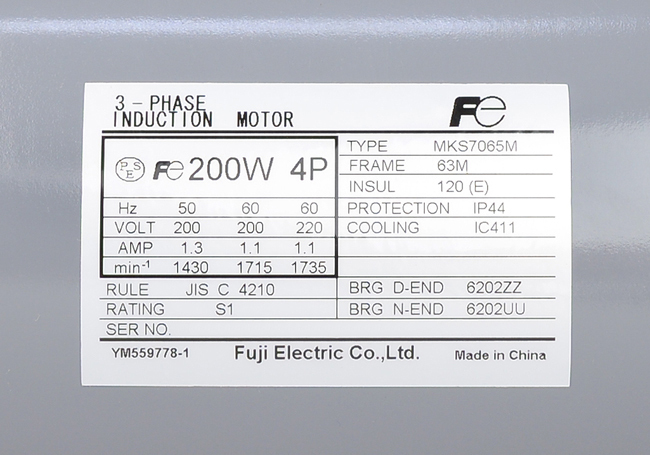 3 - PHASE
INDUCTION MOTOR
Fe
PSE Fe 200W 4P
Hz 50 60 60
VOLT 200 200 220
AMP 1.3 1.1 1.1
min⁻¹ 1430 1715 1735
TYPE MKS7065M
FRAME 63M
INSUL 120 (E)
PROTECTION IP44
COOLING IC411
RULE JIS C 4210
RATING S1
SER NO.
BRG D-END 6202ZZ
BRG N-END 6202UU
YM559778-1 Fuji Electric Co.,Ltd. Made in China